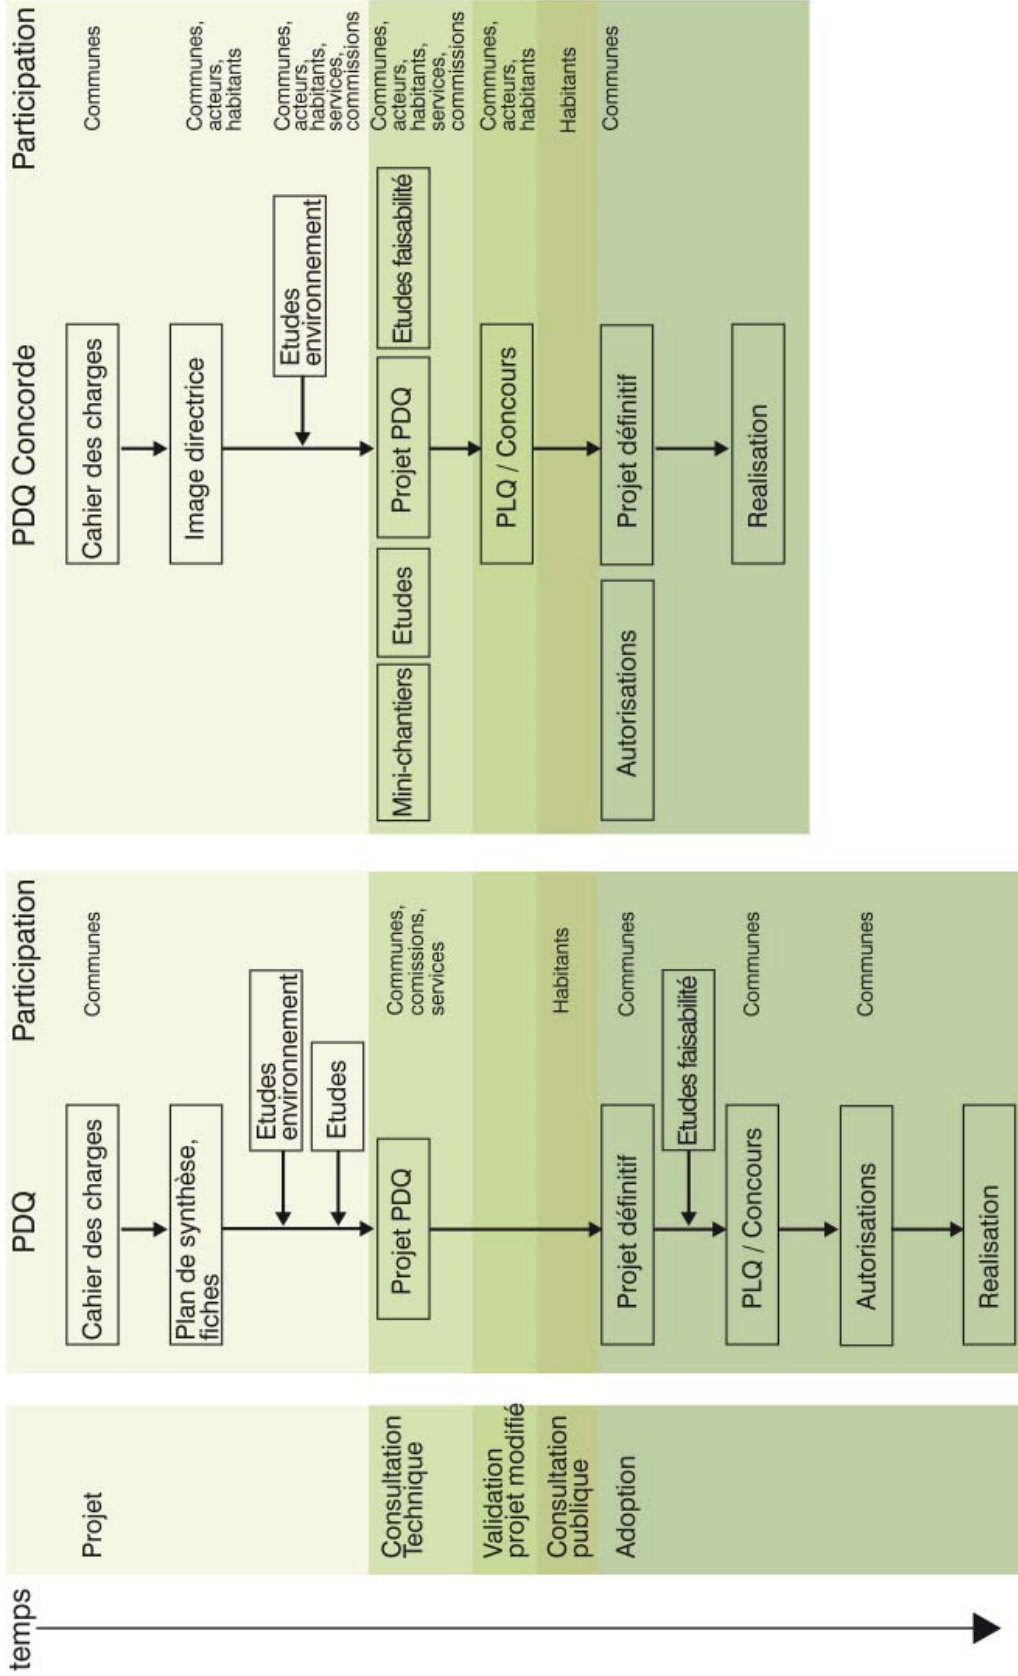 temps
Projet
Consultation
Technique
Validation
projet modifié
Consultation
publique
Adoption
PDQ
Participation
Cahier des charges
Communes
Plan de synthèse,
fiches
Etudes
environnement
Etudes
Projet PDQ
Communes,
comissions,
services
Habitants
Projet définitif
Communes
Etudes faisabilité
PLQ / Concours
Communes
Autorisations
Communes
Realisation
PDQ Concorde
Participation
Cahier des charges
Communes
Image directrice
Communes,
acteurs,
habitants
Etudes
environnement
Communes,
acteurs,
habitants,
services,
commissions
Mini-chantiers
Etudes
Projet PDQ
Etudes faisabilité
Communes,
acteurs,
habitants,
services,
commissions
PLQ / Concours
Communes,
acteurs,
habitants
Habitants
Autorisations
Projet définitif
Communes
Realisation